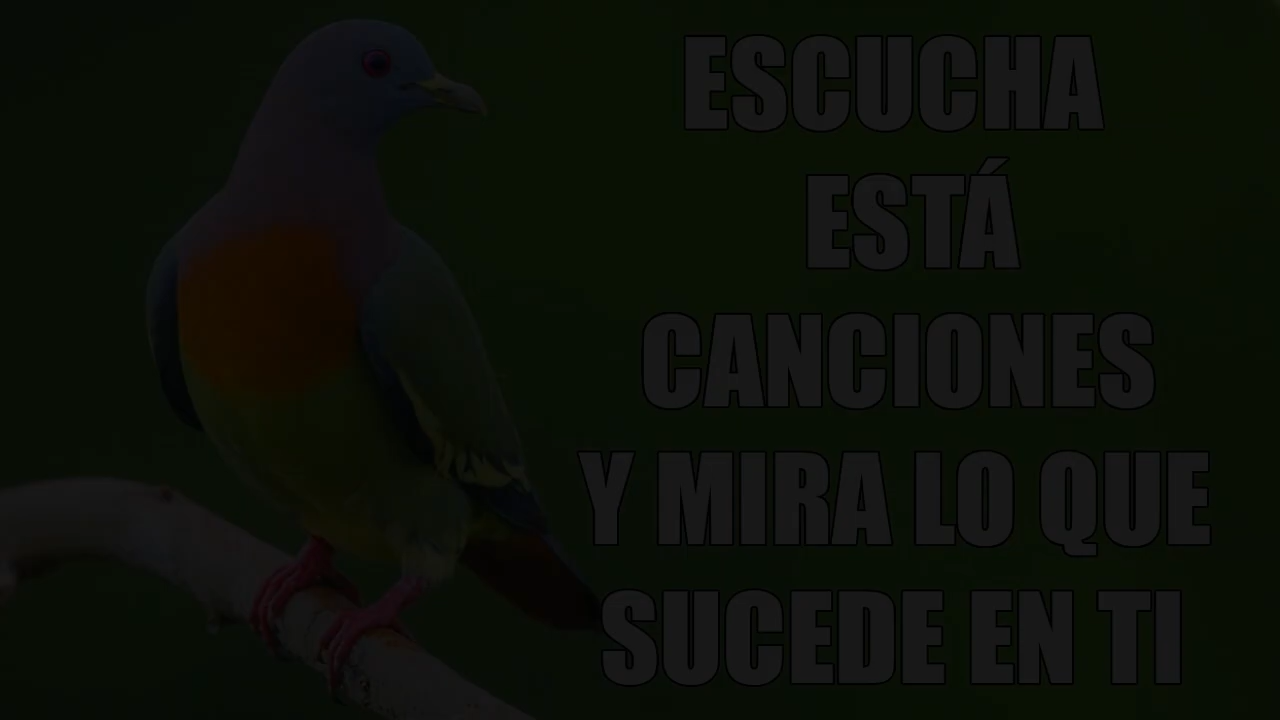 ESCUCHA
ESTÁ
CANCIONES
Y MIRA LO QUE
SUCEDE EN TI